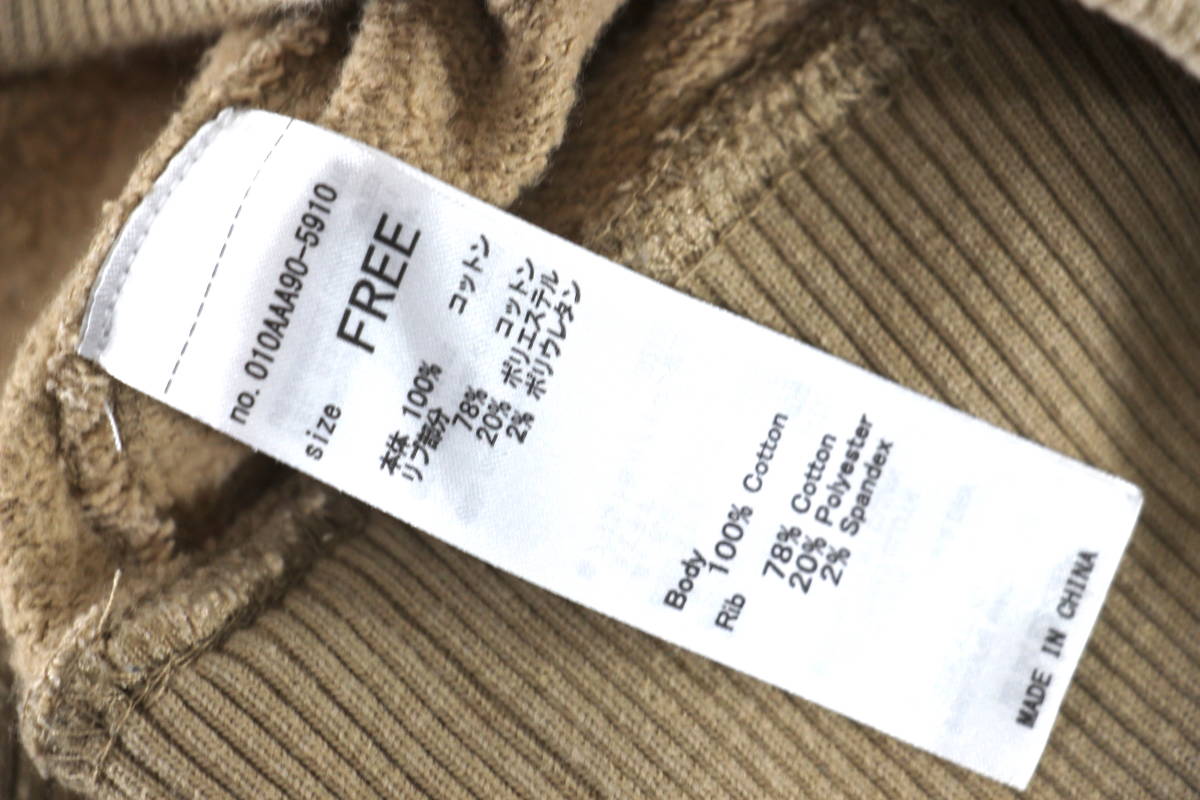 no. 010AAA90-5910
size FREE
本体 100% コットン
リブ部分
78% コットン
20% ポリエステル
2% ポリウレタン
Body
100% Cotton
Rib
78% Cotton
20% Polyester
2% Spandex
MADE IN CHINA